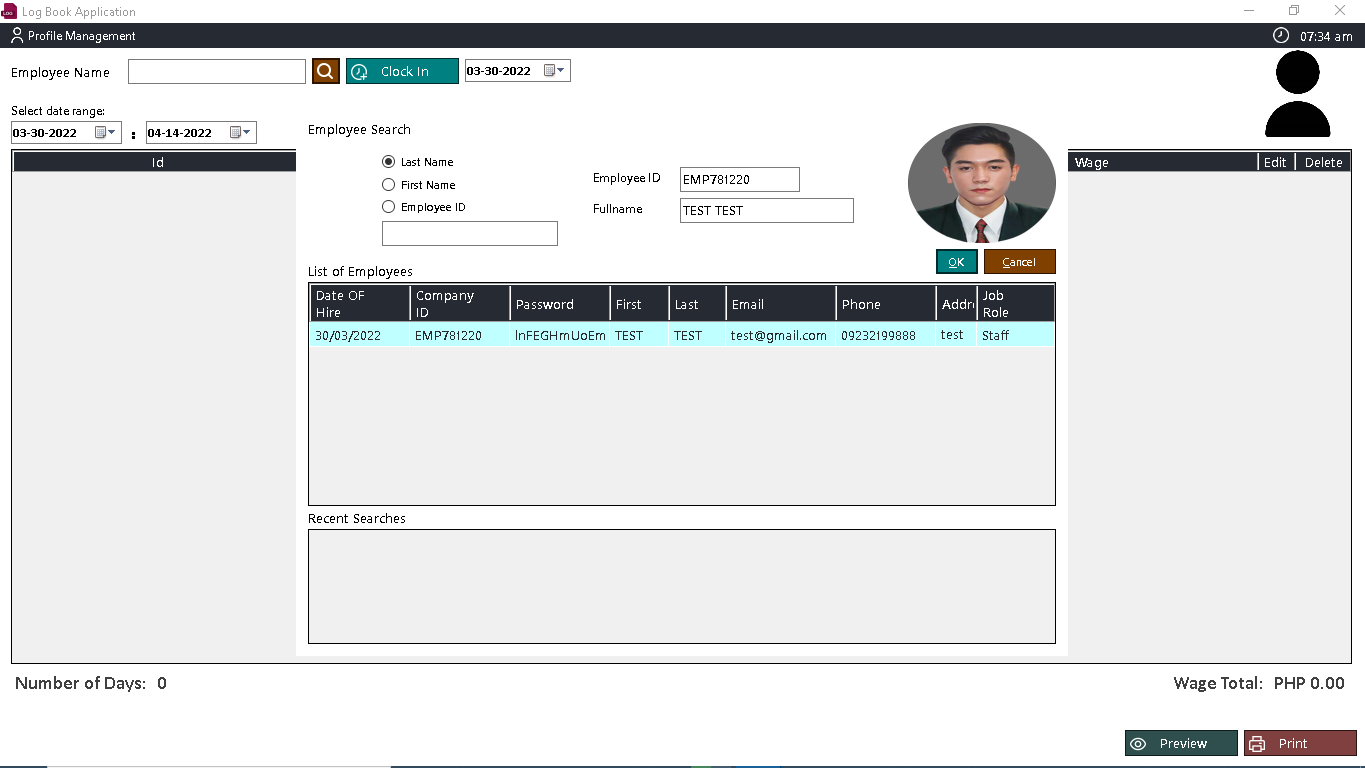 LOG
Log Book Application
Profile Management
07:34 am
Employee Name
Clock In
03-30-2022
Select date range:
03-30-2022 : 04-14-2022
Id
Wage
Edit
Delete
Employee Search
Last Name
First Name
Employee ID
Employee ID EMP781220
Fullname TEST TEST
OK
Cancel
List of Employees
Date OF Hire
Company ID
Password
First
Last
Email
Phone
Addr
Job Role
30/03/2022 EMP781220 lnFEGHmUoEm TEST TEST test@gmail.com 09232199888 test Staff
Recent Searches
Number of Days: 0
Wage Total: PHP 0.00
Preview
Print